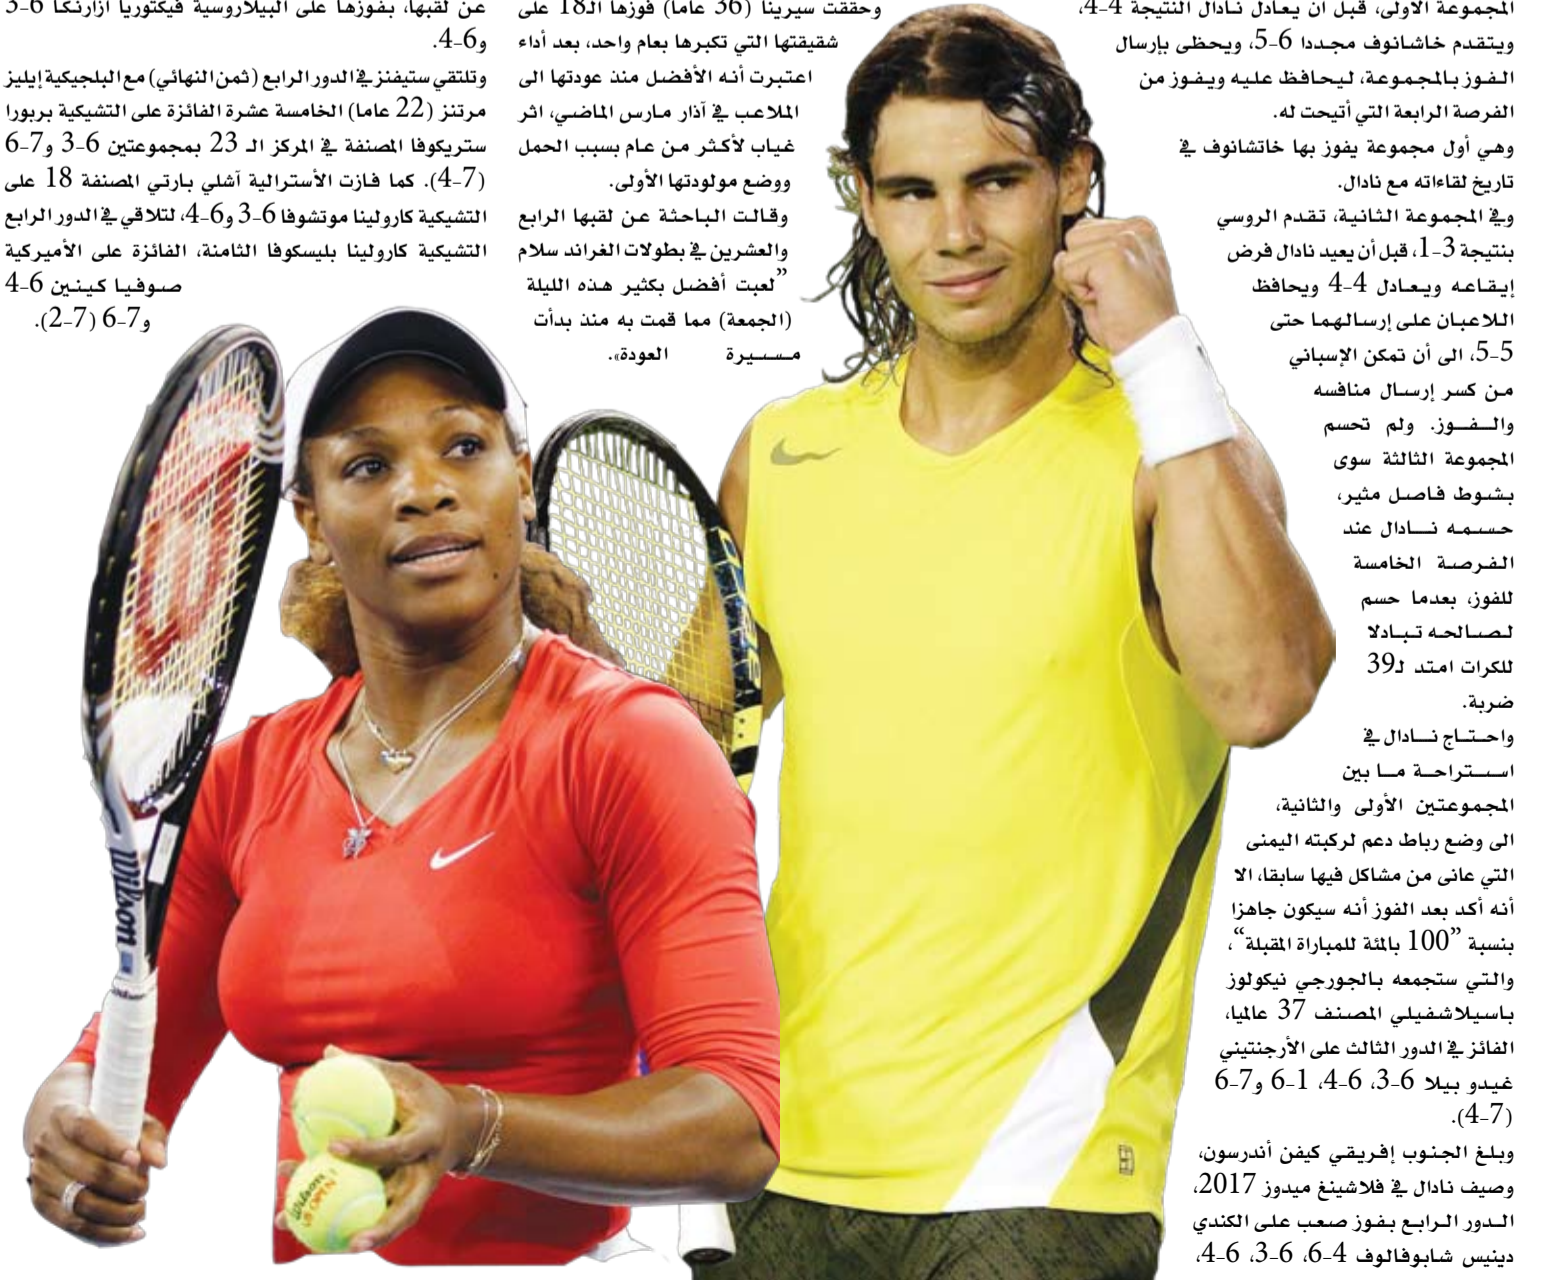 المجموعة الأولى، قبل أن يعادل نادال النتيجة 4-4،
ويتقدم خاشانوف مجددا 6-5، ويحظى بإرسال
الفوز بالمجموعة، ليحافظ عليه ويفوز من
الفرصة الرابعة التي أتيحت له.
وهي أول مجموعة يفوز بها خاتشانوف في
تاريخ لقاءاته مع نادال.
وفي المجموعة الثانية، تقدم الروسي
بنتيجة 3-1، قبل أن يعيد نادال فرض
إيقاعه ويعادل 4-4 ويحافظ
اللاعبان على إرسالهما حتى
5-5، الى أن تمكن الإسباني
من كسر إرسال منافسه
والفوز. ولم تحسم
المجموعة الثالثة سوى
بشوط فاصل مثير،
حسمه نادال عند
الفرصة الخامسة
للفوز، بعدما حسم
لصالحه تبادلا
للكرات امتد لـ39
ضربة.
واحتاج نادال في
استراحة ما بين
المجموعتين الأولى والثانية،
الى وضع رباط دعم لركبته اليمنى
التي عانى من مشاكل فيها سابقا، الا
أنه أكد بعد الفوز أنه سيكون جاهزا
بنسبة ”100 بالمئة للمباراة المقبلة“،
والتي ستجمعه بالجورجي نيكولوز
باسيلاشفيلي المصنف 37 عالميا،
الفائز في الدور الثالث على الأرجنتيني
غيدو بيلا 6-3، 6-4، 1-6 و7-6
(7-4).
وبلغ الجنوب إفريقي كيفن أندرسون،
وصيف نادال في فلاشينغ ميدوز 2017،
الدور الرابع بفوز صعب على الكندي
دينيس شابوفالوف 4-6، 6-3، 6-4،
وحققت سيرينا (36 عاما) فوزها الـ18 على
شقيقتها التي تكبرها بعام واحد، بعد أداء
اعتبرت أنه الأفضل منذ عودتها الى
الملاعب في آذار مارس الماضي، اثر
غياب لأكثر من عام بسبب الحمل
ووضع مولودتها الأولى.
وقالت الباحثة عن لقبها الرابع
والعشرين في بطولات الغراند سلام
”لعبت أفضل بكثير هذه الليلة
(الجمعة) مما قمت به منذ بدأت
مسيرة العودة».
عن لقبها، بفوزها على البيلاروسية فيكتوريا أزارنكا 6-3
و6-4.
وتلتقي ستيفنز في الدور الرابع (ثمن النهائي) مع البلجيكية إيليز
مرتنز (22 عاما) الخامسة عشرة الفائزة على التشيكية بربورا
ستريكوفا المصنفة في المركز الـ 23 بمجموعتين 6-3 و7-6
(7-4). كما فازت الأسترالية آشلي بارتي المصنفة 18 على
التشيكية كارولينا موتشوفا 6-3 و6-4، لتلاقي في الدور الرابع
التشيكية كارولينا بليسكوفا الثامنة، الفائزة على الأميركية
صوفيا كينين 6-4
و7-6 (7-2).
Wilson